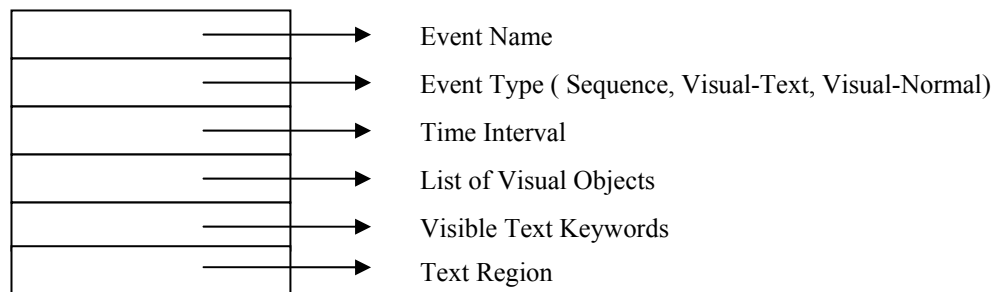 Event Name
Event Type ( Sequence, Visual-Text, Visual-Normal)
Time Interval
List of Visual Objects
Visible Text Keywords
Text Region